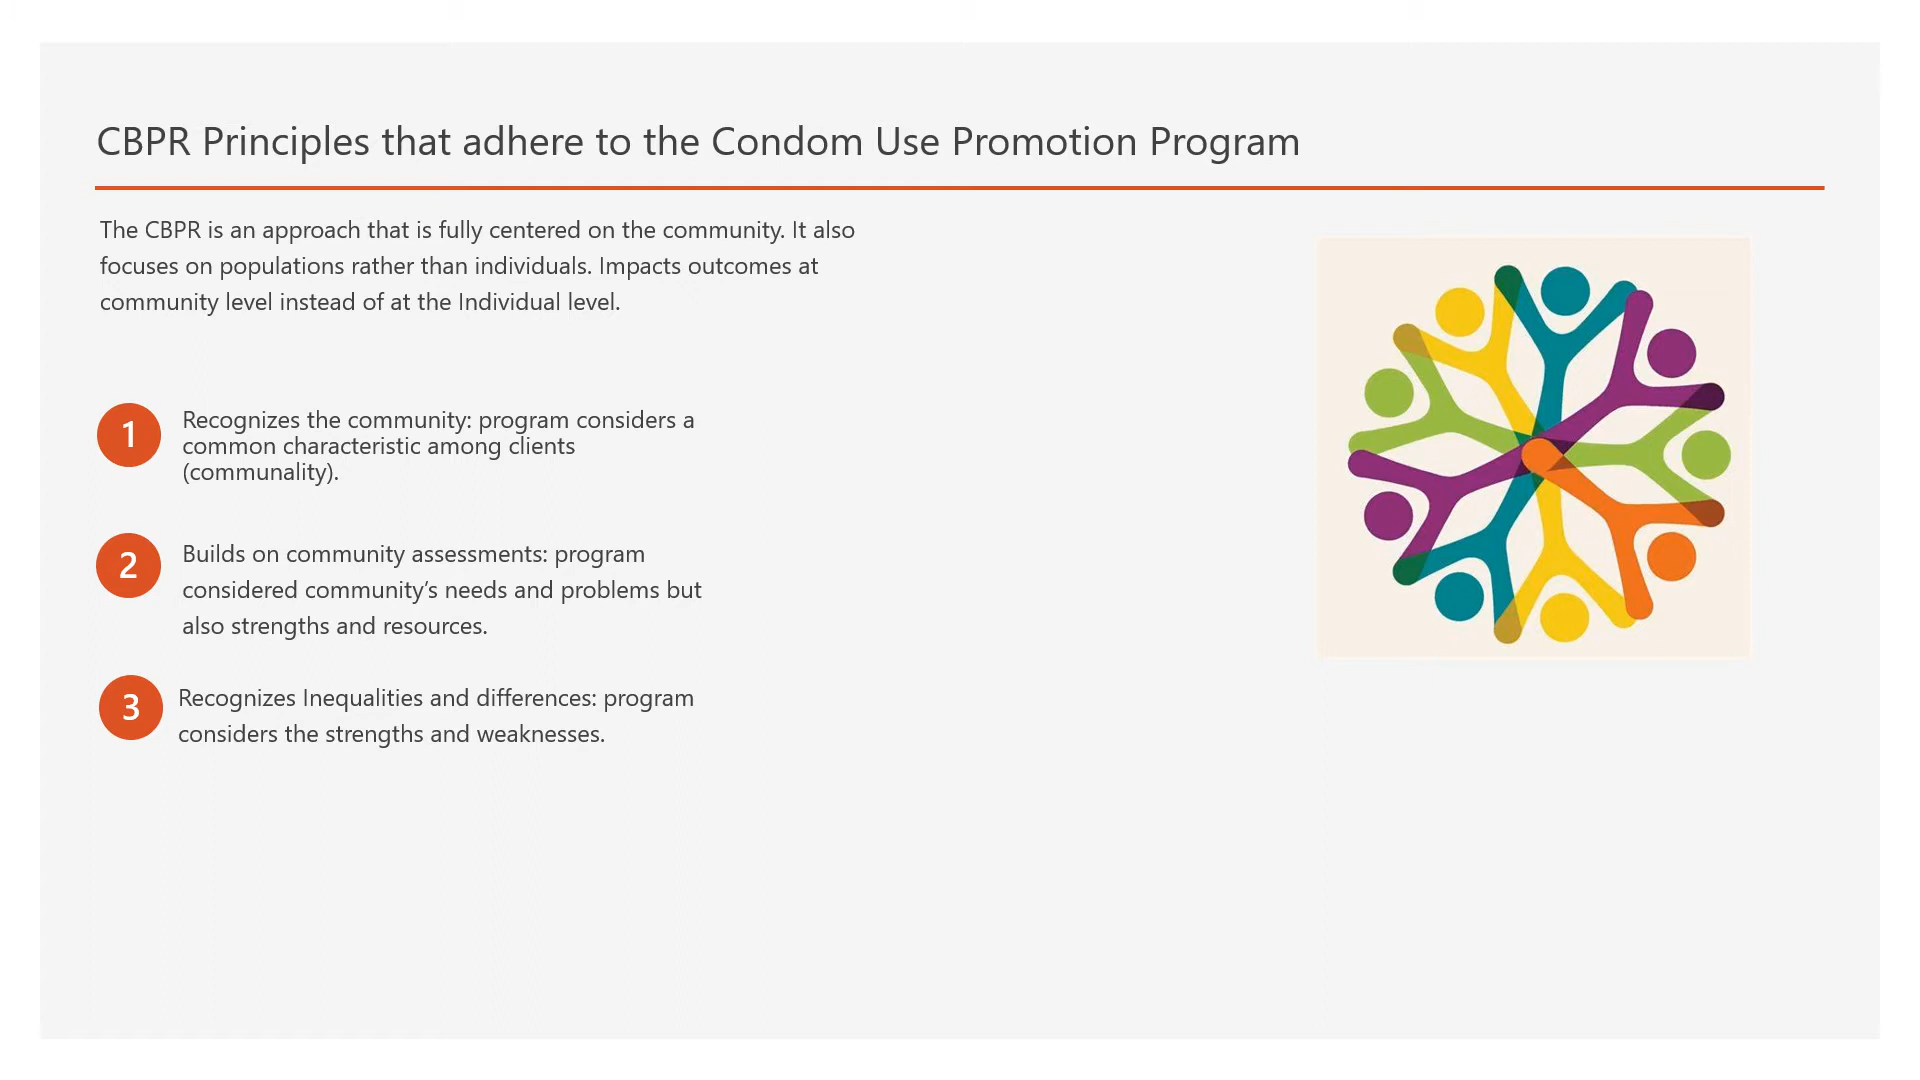 CBPR Principles that adhere to the Condom Use Promotion Program
The CBPR is an approach that is fully centered on the community. It also
focuses on populations rather than individuals. Impacts outcomes at
community level instead of at the Individual level.
1
Recognizes the community: program considers a
common characteristic among clients
(communality).
2
Builds on community assessments: program
considered community’s needs and problems but
also strengths and resources.
3
Recognizes Inequalities and differences: program
considers the strengths and weaknesses.